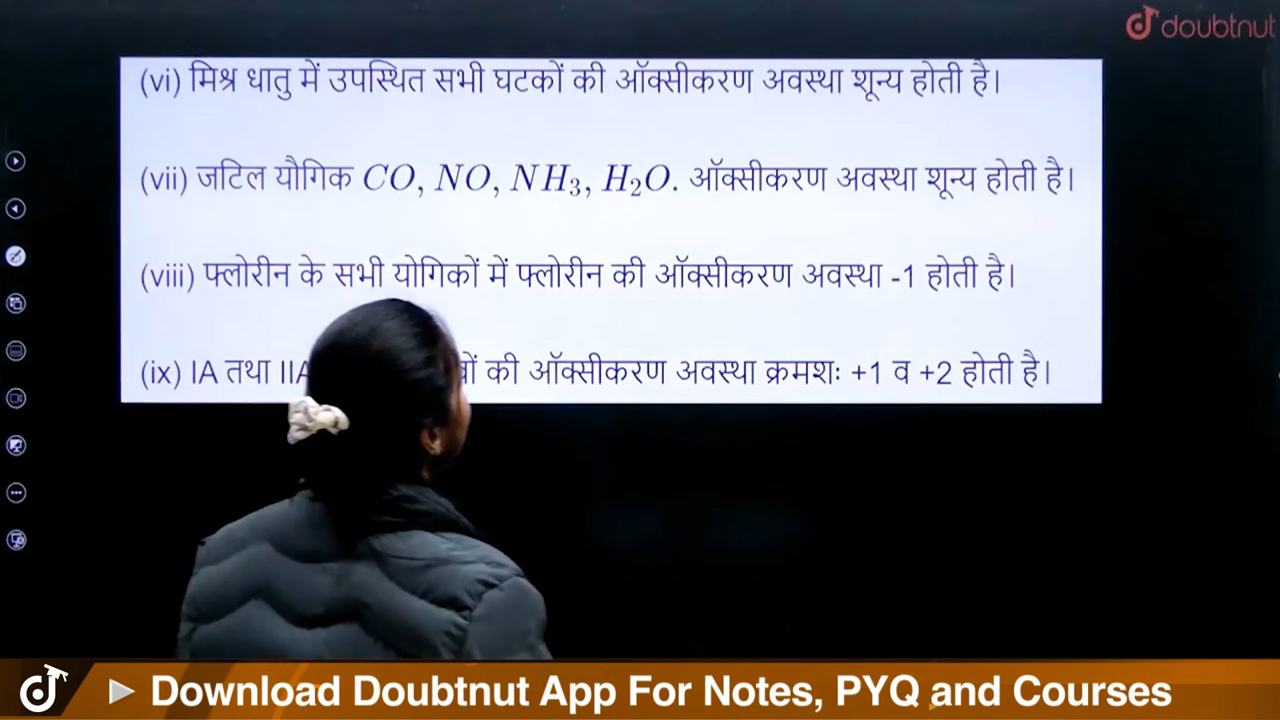 doubtnut
(vi) मिश्र धातु में उपस्थित सभी घटकों की ऑक्सीकरण अवस्था शून्य होती है।
(vii) जटिल यौगिक CO, NO, NH₃, H₂O. ऑक्सीकरण अवस्था शून्य होती है।
(viii) फ्लोरीन के सभी योगिकों में फ्लोरीन की ऑक्सीकरण अवस्था -1 होती है।
(ix) IA तथा IIA की ऑक्सीकरण अवस्था क्रमशः +1 व +2 होती है।
Download Doubtnut App For Notes, PYQ and Courses